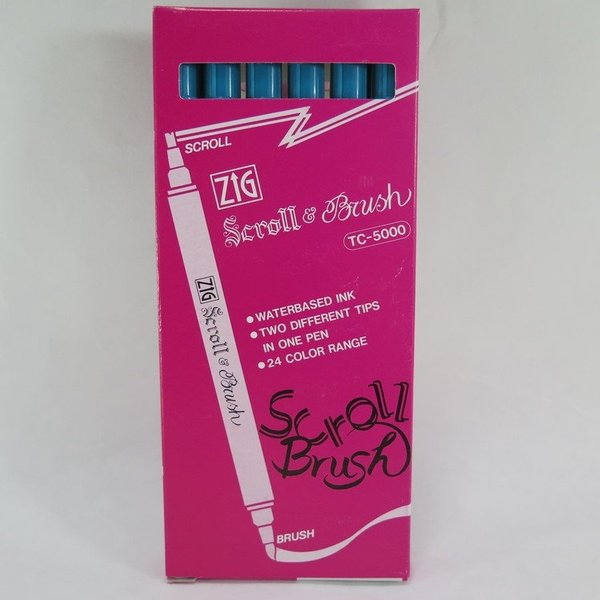 SCROLL
ZIG
Scroll & Brush
TC-5000
ZIG Scroll & Brush
• WATERBASED INK
• TWO DIFFERENT TIPS
IN ONE PEN
• 24 COLOR RANGE
Scroll
Brush
BRUSH